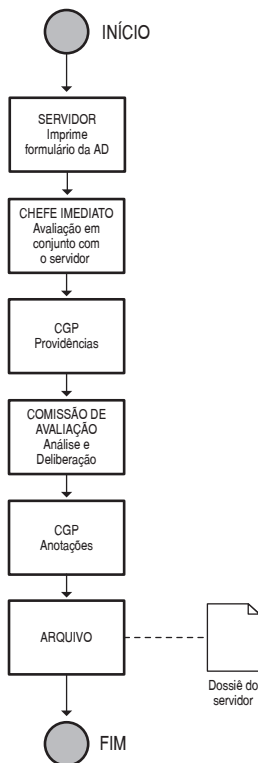 INÍCIO
SERVIDOR
Imprime
formulário da AD
CHEFE IMEDIATO
Avaliação em
conjunto com
o servidor
CGP
Providências
COMISSÃO DE
AVALIAÇÃO
Análise e
Deliberação
CGP
Anotações
ARQUIVO
Dossiê do
servidor
FIM